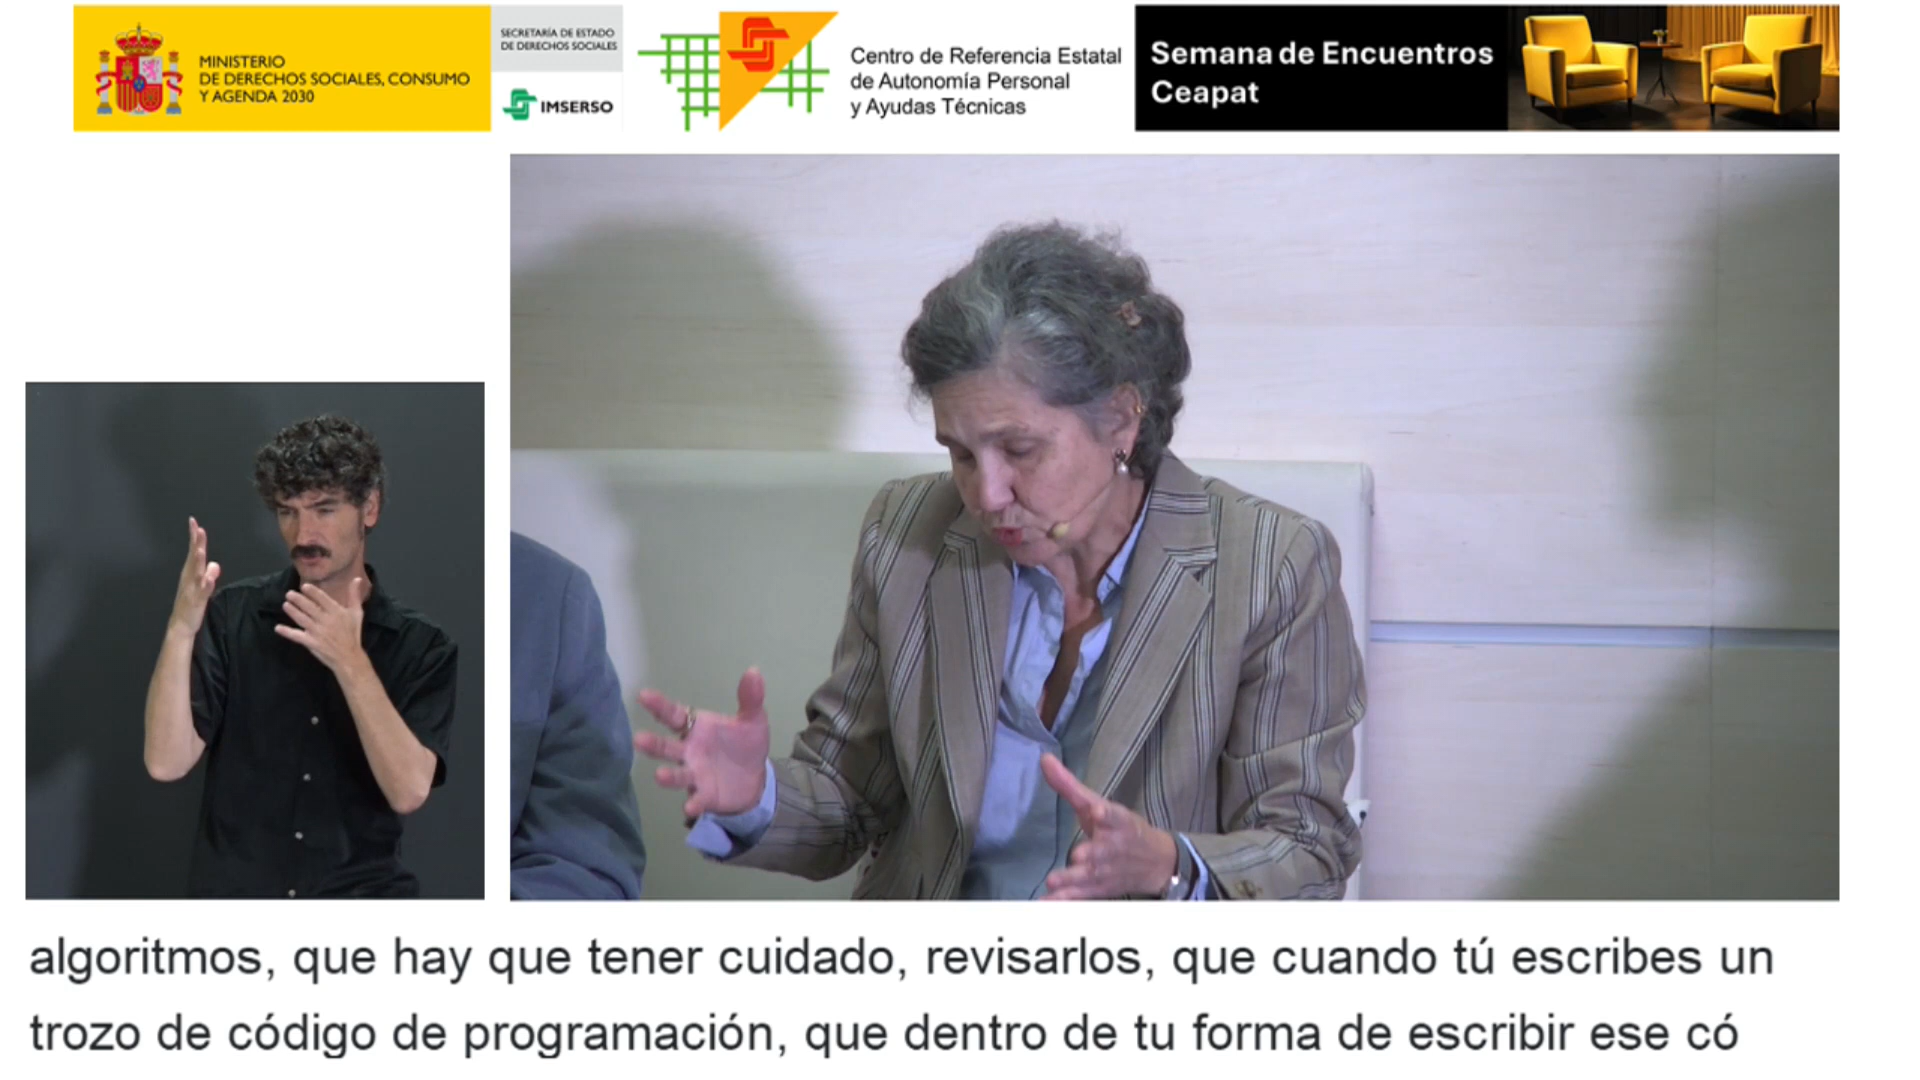 MINISTERIO
DE DERECHOS SOCIALES, CONSUMO
Y AGENDA 2030
SECRETARÍA DE ESTADO
DE DERECHOS SOCIALES
IMSERSO
Centro de Referencia Estatal
de Autonomía Personal
y Ayudas Técnicas
Semana de Encuentros
Ceapat
algoritmos, que hay que tener cuidado, revisarlos, que cuando tú escribes un
trozo de código de programación, que dentro de tu forma de escribir ese có